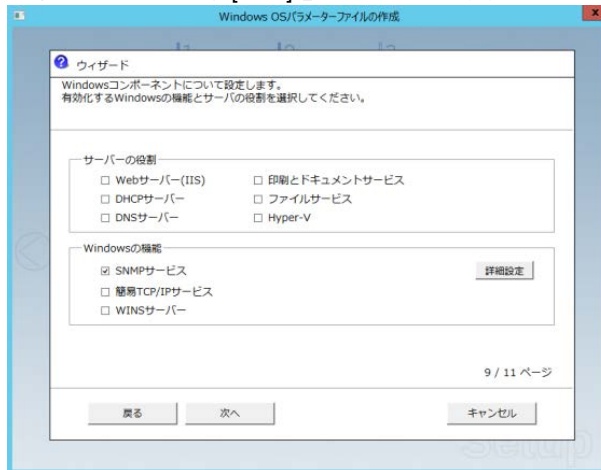 Windows OSパラメーターファイルの作成
x
ウィザード
Windowsコンポーネントについて設定します。
有効化するWindowsの機能とサーバの役割を選択してください。
サーバーの役割
Webサーバー(IIS) 印刷とドキュメントサービス
DHCPサーバー ファイルサービス
DNSサーバー Hyper-V
Windowsの機能
SNMPサービス 詳細設定
簡易TCP/IPサービス
WINSサーバー
9 / 11 ページ
戻る 次へ キャンセル
Setup